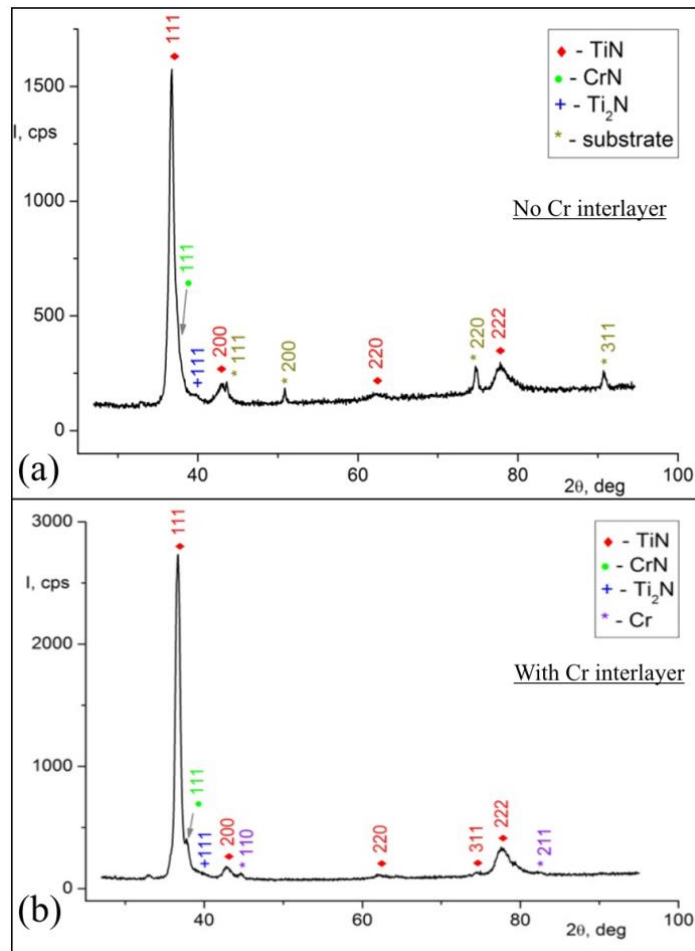 111
1500
I, cps
1000
500
0
♦ - TiN
● - CrN
+ - Ti₂N
* - substrate
No Cr interlayer
111
+111
200
* 111
* 200
220
* 220
222
* 311
40
60
80
100
2θ, deg
(a)
3000
111
I, cps
2000
1000
0
♦ - TiN
● - CrN
+ - Ti₂N
* - Cr
With Cr interlayer
111
+111
200
* 110
220
311
222
* 211
40
60
80
100
2θ, deg
(b)